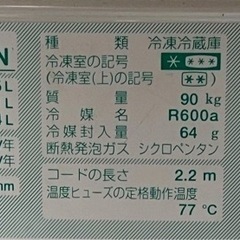 N
種類 冷凍冷蔵庫
冷凍室の記号 * ***
(冷凍室(上)の記号) **
質量 90 kg
冷媒名 R600a
冷媒封入量 64 g
断熱発泡ガス シクロペンタン
コードの長さ 2.2 m
温度ヒューズの定格動作温度
77 ℃
L
L
L
V/年
V/年
mm